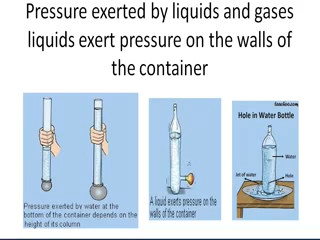 Pressure exerted by liquids and gases
liquids exert pressure on the walls of
the container
Pressure exerted by water at the
bottom of the container depends on
height of its column
A liquid exerts pressure on the
walls of the container
Hole in Water Bottle
Water
Jet of water
Hole